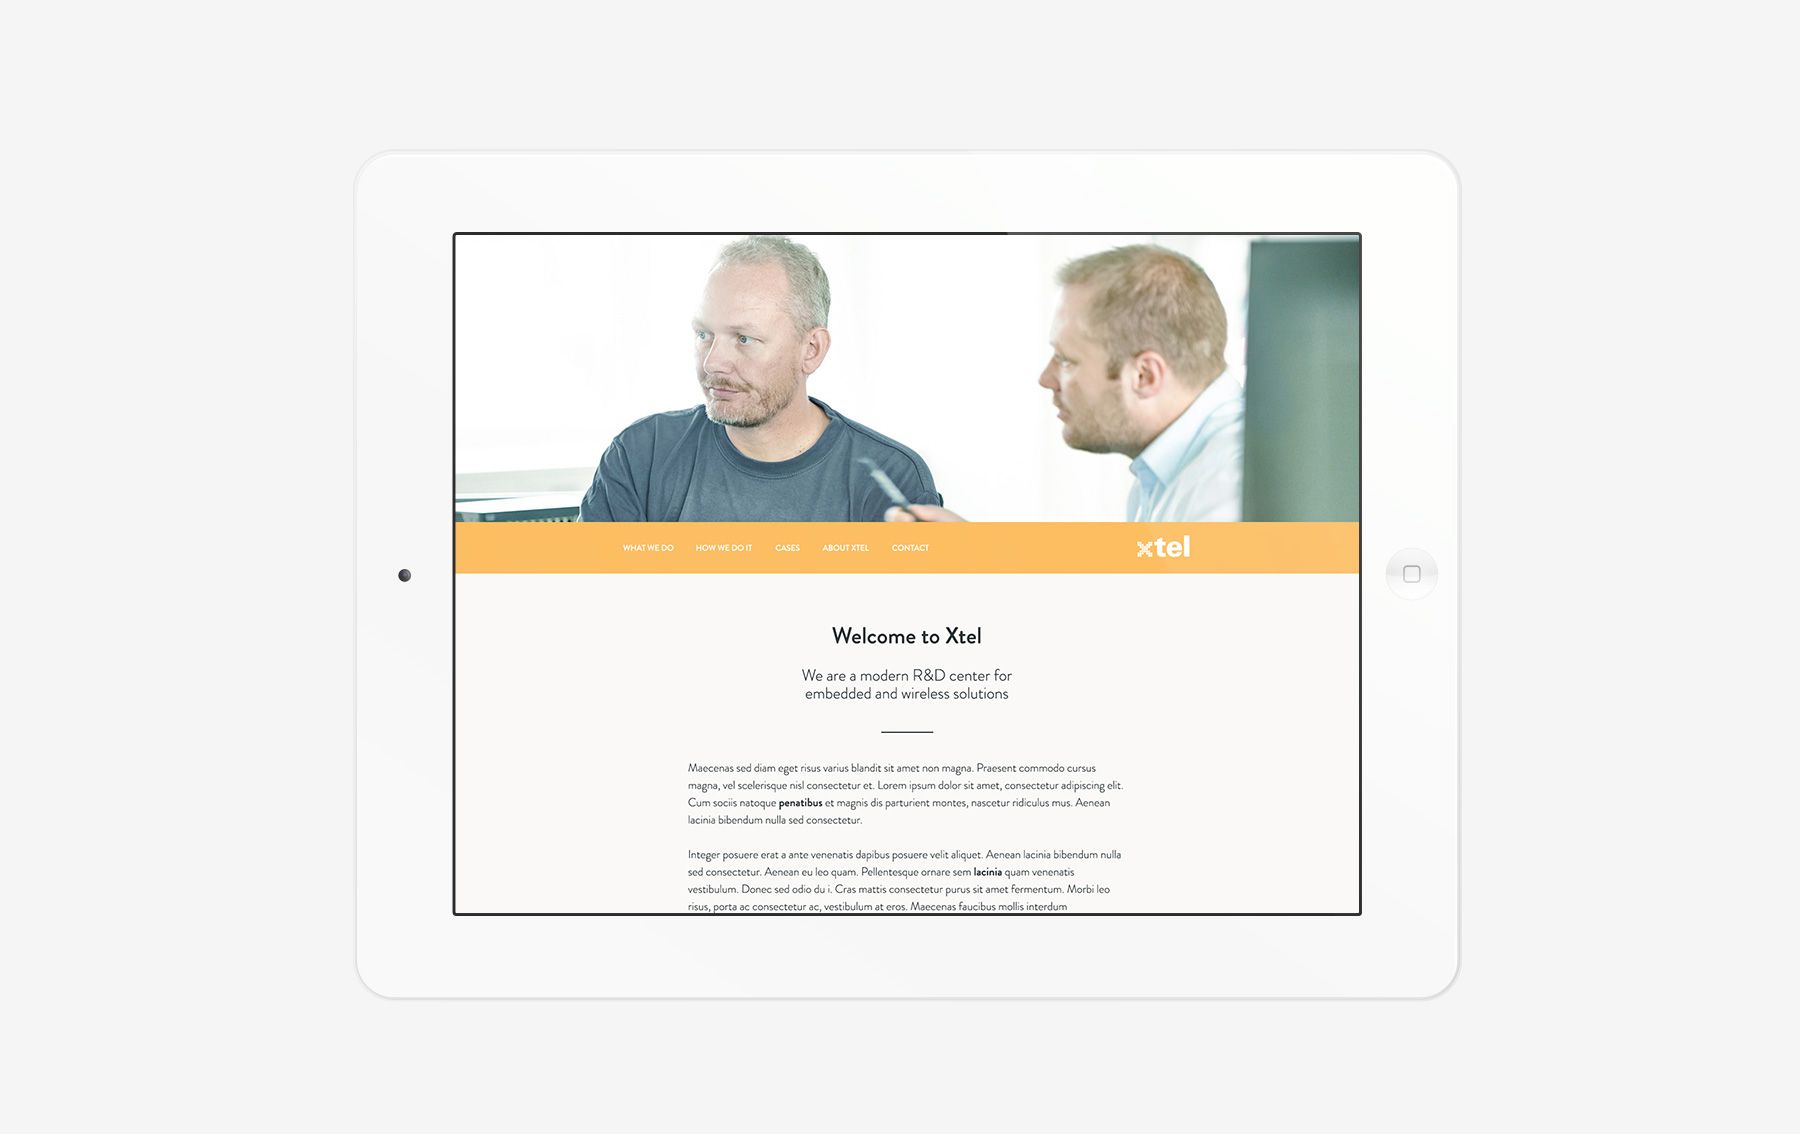 WHAT WE DO HOW WE DO IT CASES ABOUT XTEL CONTACT xtel
Welcome to Xtel
We are a modern R&D center for
embedded and wireless solutions
Maecenas sed diam eget risus varius blandit sit amet non magna. Praesent commodo cursus
magna, vel scelerisque nisl consectetur et. Lorem ipsum dolor sit amet, consectetur adipiscing elit.
Cum sociis natoque penatibus et magnis dis parturient montes, nascetur ridiculus mus. Aenean
lacinia bibendum nulla sed consectetur.
Integer posuere erat a ante venenatis dapibus posuere velit aliquet. Aenean lacinia bibendum nulla
sed consectetur. Aenean eu leo quam. Pellentesque ornare sem lacinia quam venenatis
vestibulum. Donec sed odio du i. Cras mattis consectetur purus sit amet fermentum. Morbi leo
risus, porta ac consectetur ac, vestibulum at eros. Maecenas faucibus mollis interdum